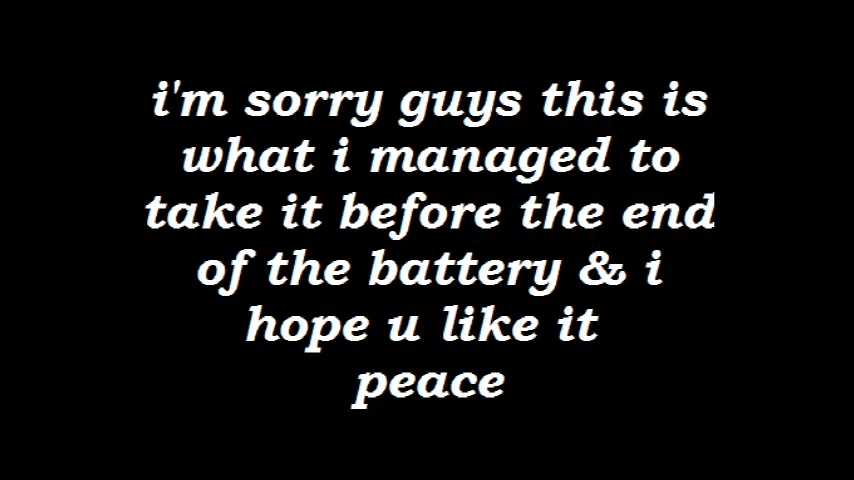 i'm sorry guys this is
what i managed to
take it before the end
of the battery & i
hope u like it
peace